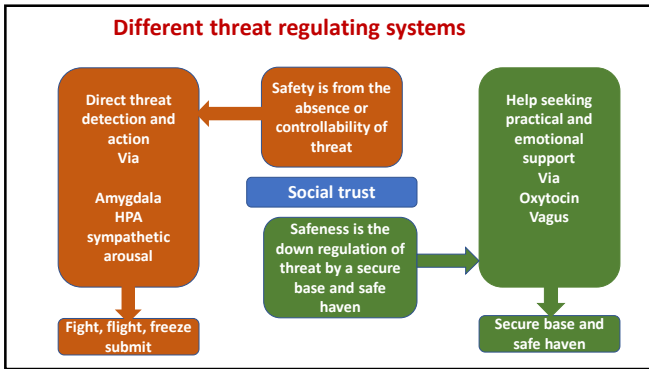 Different threat regulating systems
Direct threat
detection and
action
Via
Amygdala
HPA
sympathetic
arousal
Fight, flight, freeze
submit
Safety is from the
absence or
controllability of
threat
Social trust
Safeness is the
down regulation of
threat by a secure
base and safe
haven
Help seeking
practical and
emotional
support
Via
Oxytocin
Vagus
Secure base and
safe haven